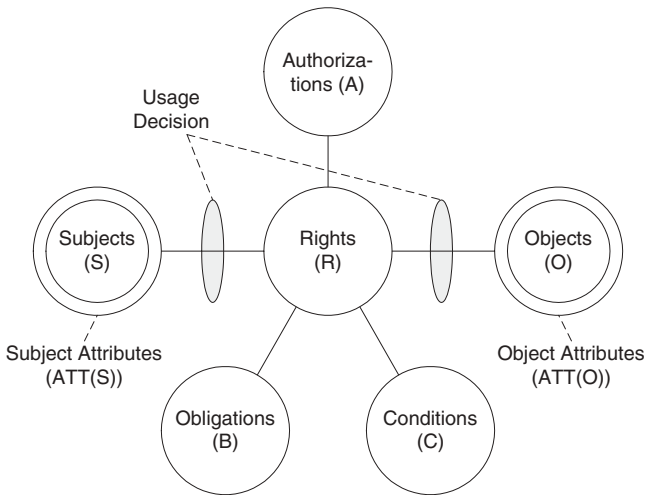 Authoriza-
tions (A)
Usage
Decision
Subjects
(S)
Rights
(R)
Objects
(O)
Subject Attributes
(ATT(S))
Object Attributes
(ATT(O))
Obligations
(B)
Conditions
(C)